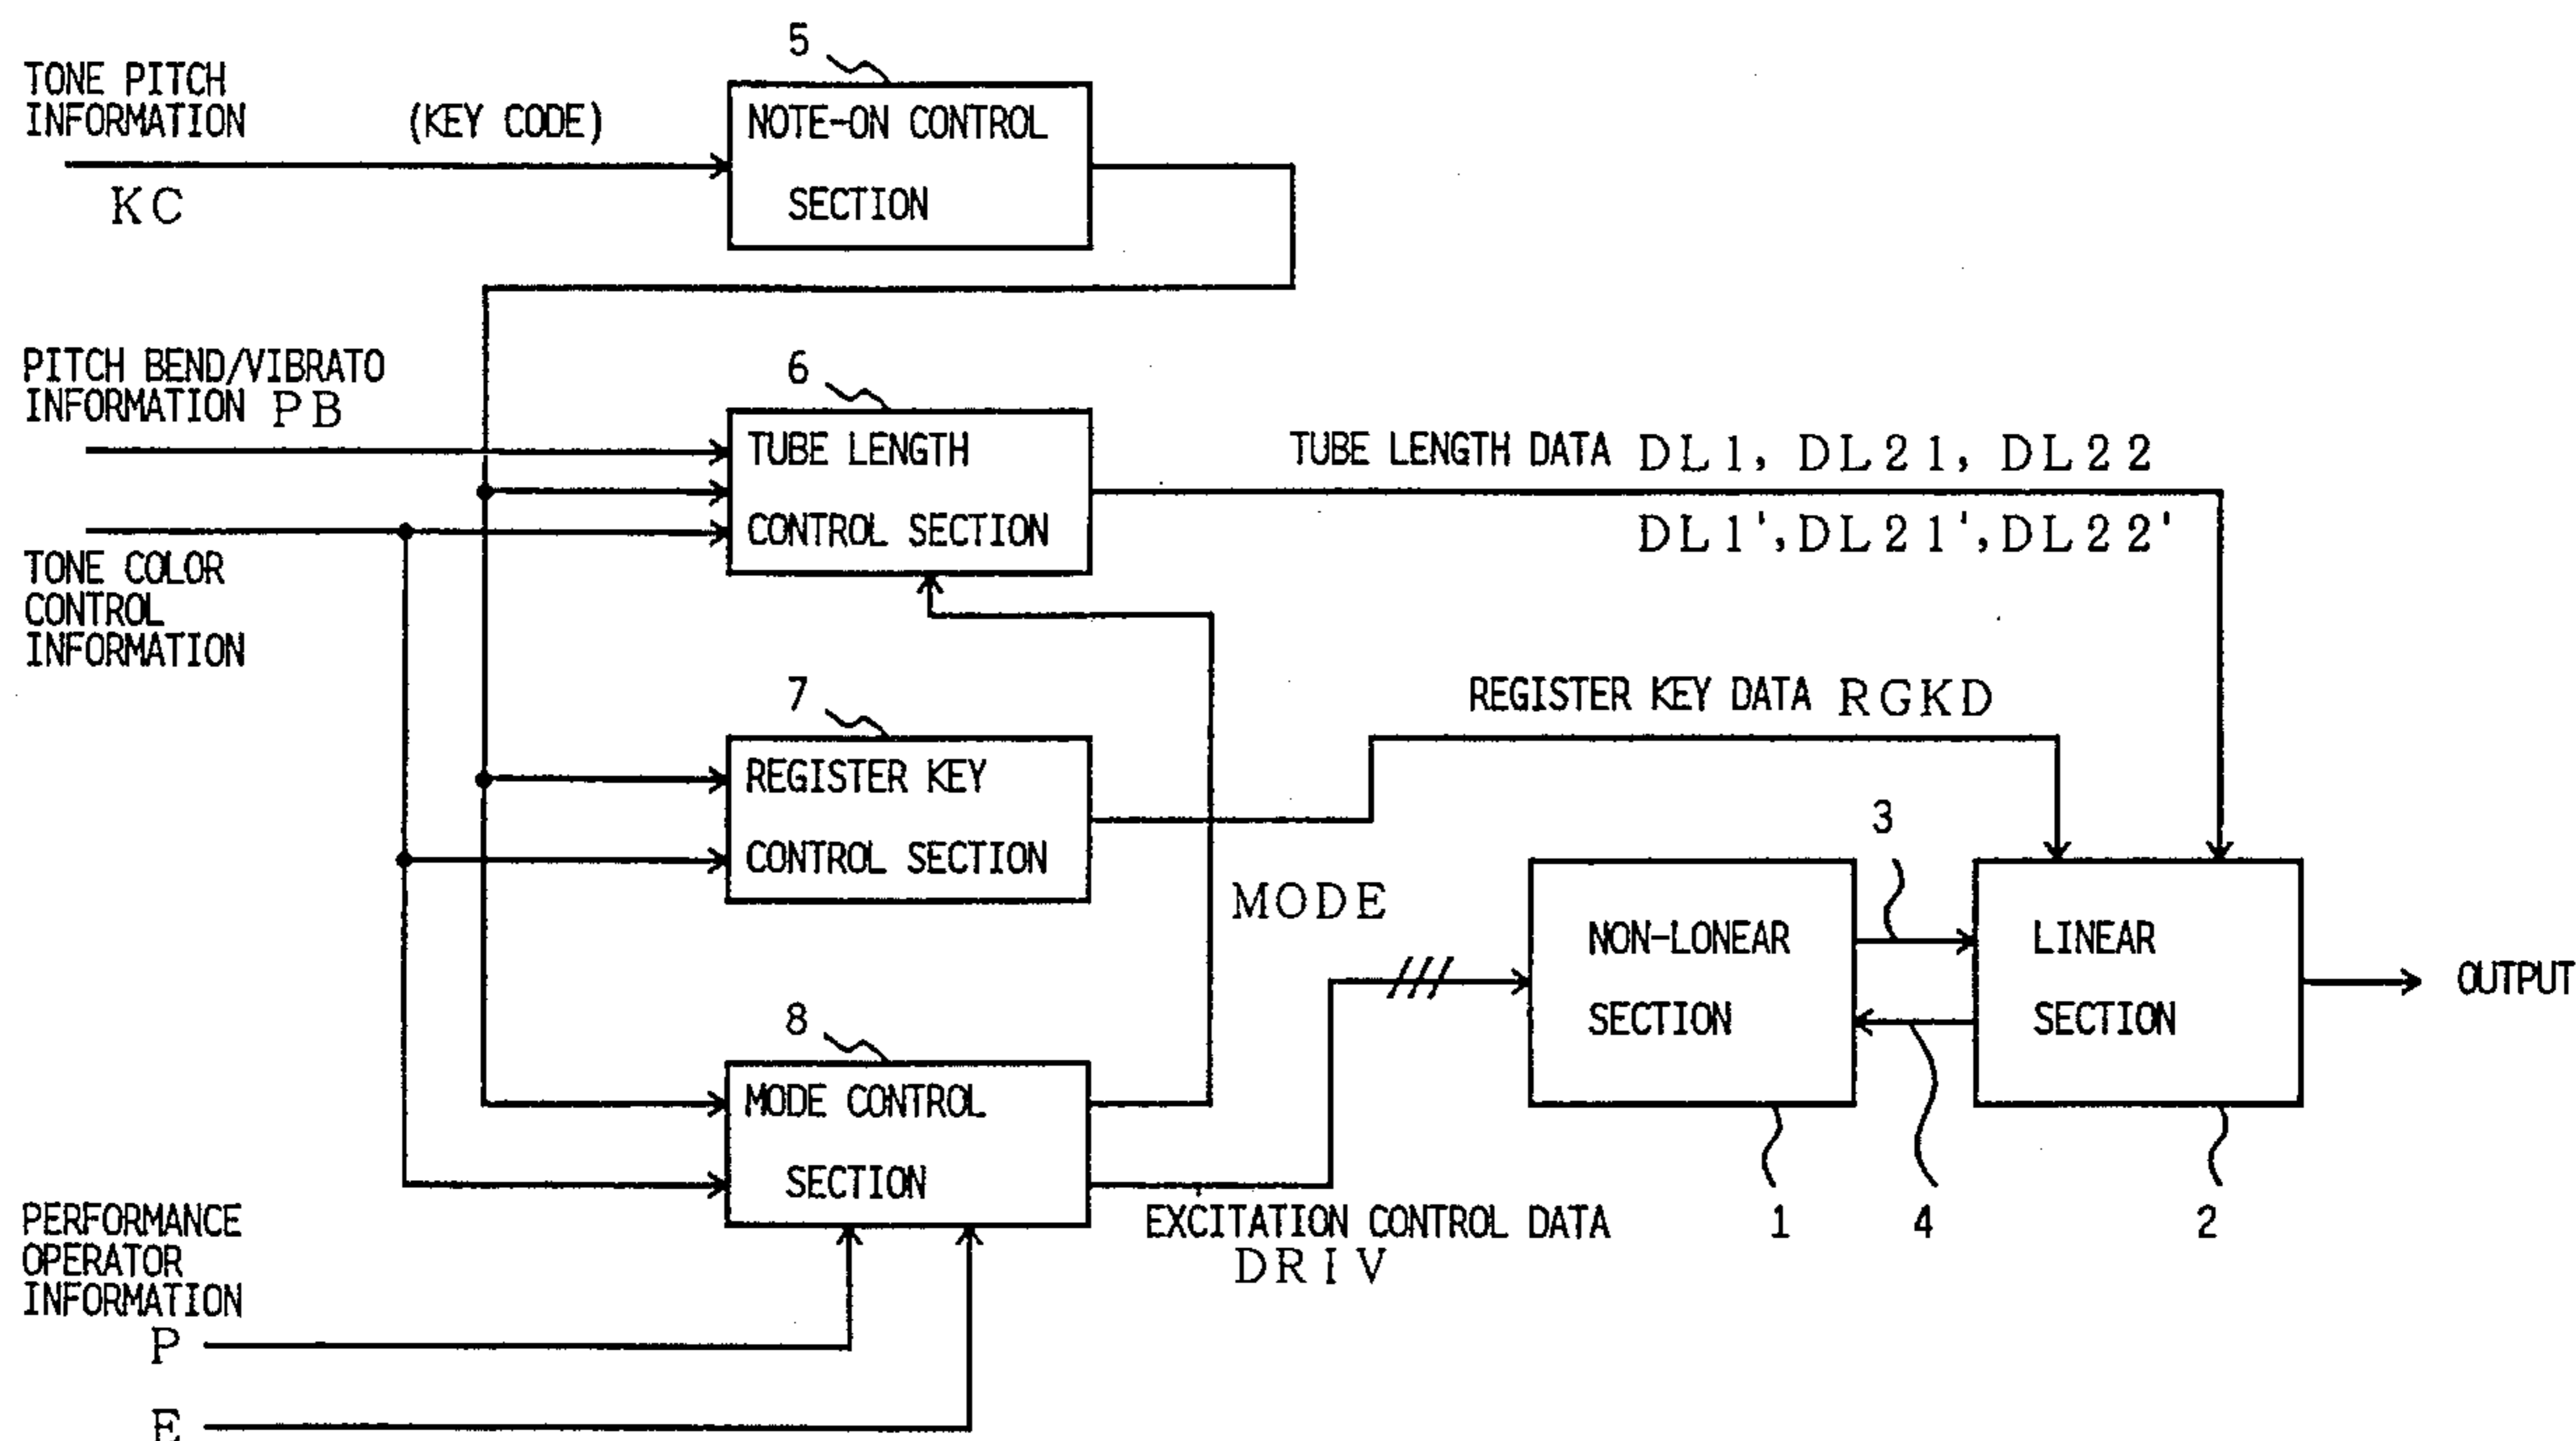 5
TONE PITCH
INFORMATION
(KEY CODE)
KC
NOTE-ON CONTROL
SECTION
PITCH BEND/VIBRATO
INFORMATION PB
6
TUBE LENGTH
CONTROL SECTION
TUBE LENGTH DATA DL1, DL21, DL22
DL1',DL21',DL22'
TONE COLOR
CONTROL
INFORMATION
7
REGISTER KEY
CONTROL SECTION
REGISTER KEY DATA RGKD
MODE
3
NON-LONEAR
SECTION
LINEAR
SECTION
OUTPUT
8
MODE CONTROL
SECTION
1
4
2
EXCITATION CONTROL DATA
DRIV
PERFORMANCE
OPERATOR
INFORMATION
P
E